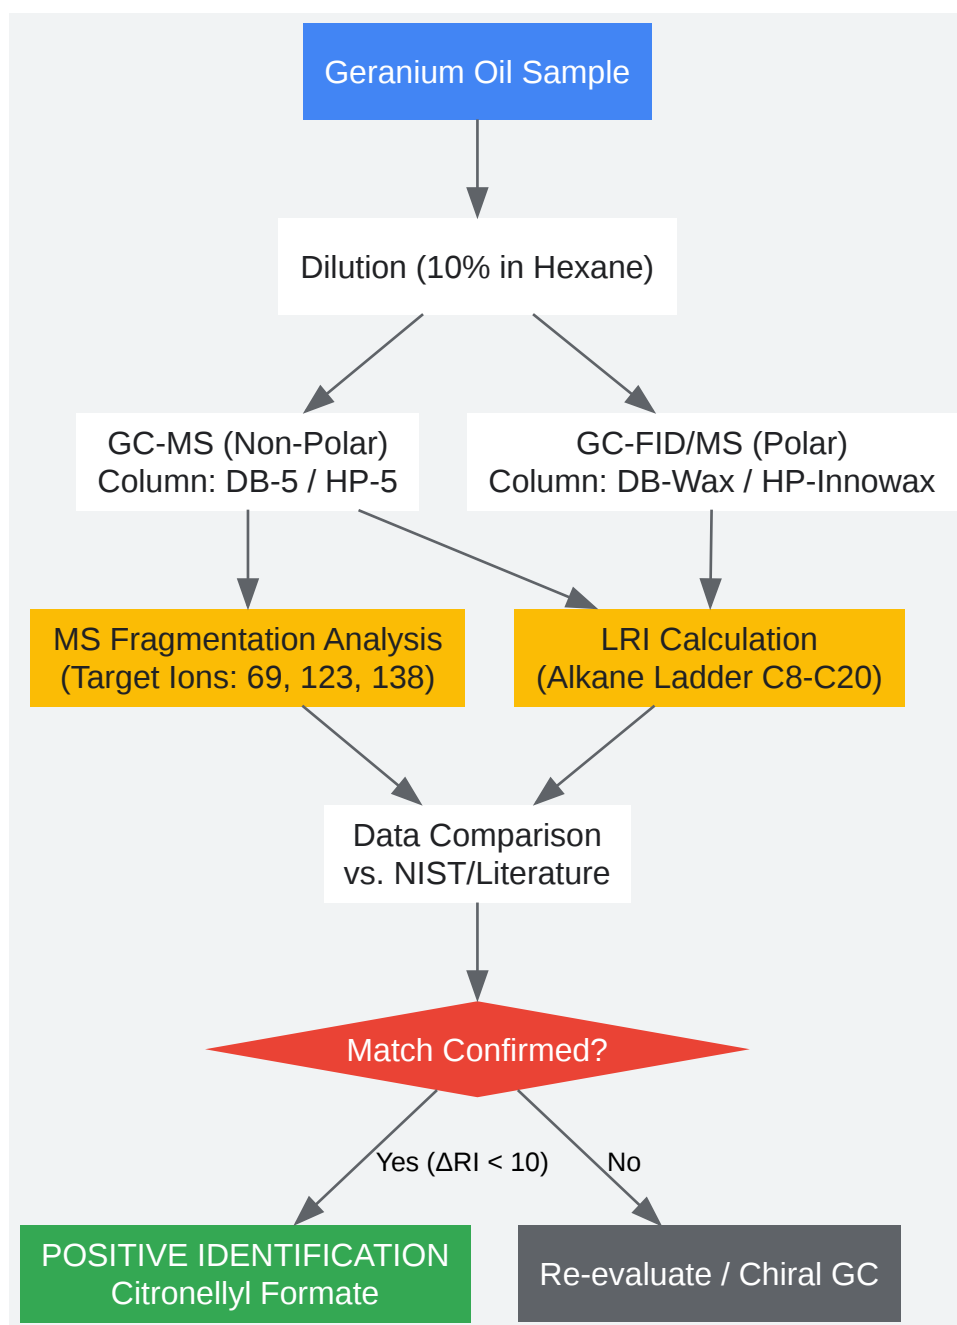 Geranium Oil Sample
Dilution (10% in Hexane)
GC-MS (Non-Polar)
Column: DB-5 / HP-5
GC-FID/MS (Polar)
Column: DB-Wax / HP-Innowax
MS Fragmentation Analysis
(Target Ions: 69, 123, 138)
LRI Calculation
(Alkane Ladder C8-C20)
Data Comparison
vs. NIST/Literature
Match Confirmed?
Yes (ΔRI < 10)
No
POSITIVE IDENTIFICATION
Citronellyl Formate
Re-evaluate / Chiral GC